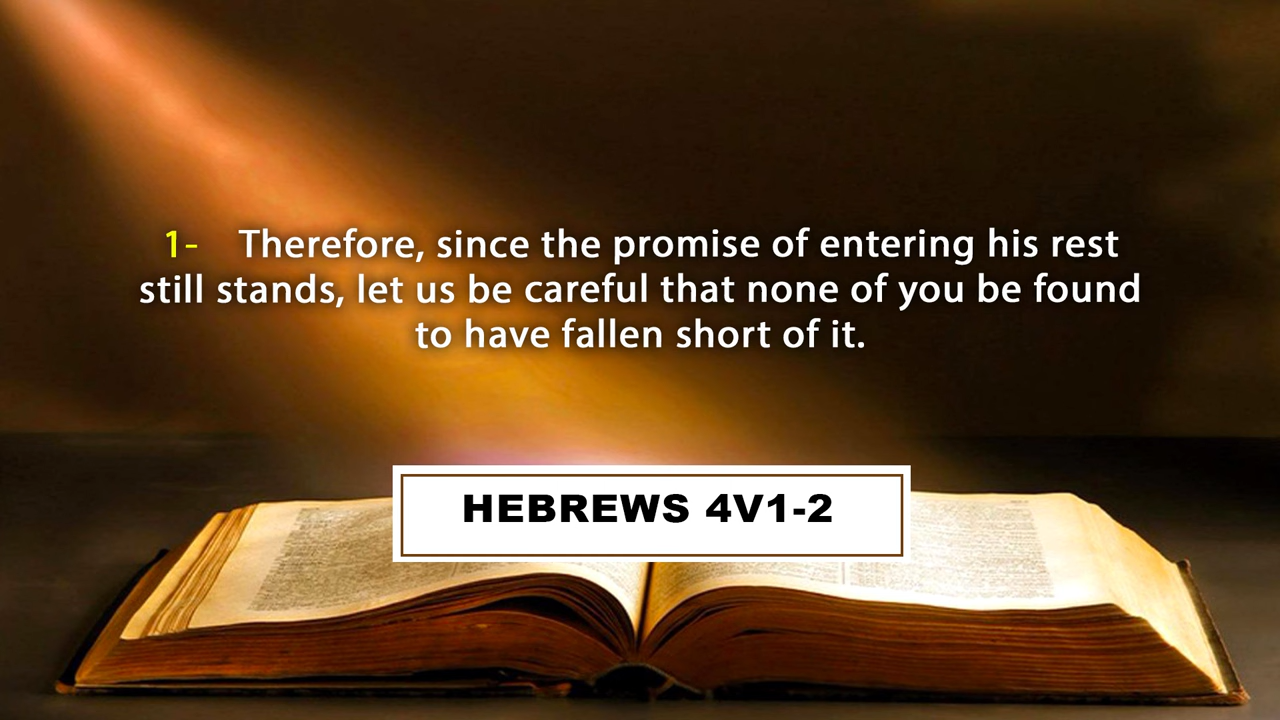 1- Therefore, since the promise of entering his rest
still stands, let us be careful that none of you be found
to have fallen short of it.
HEBREWS 4V1-2